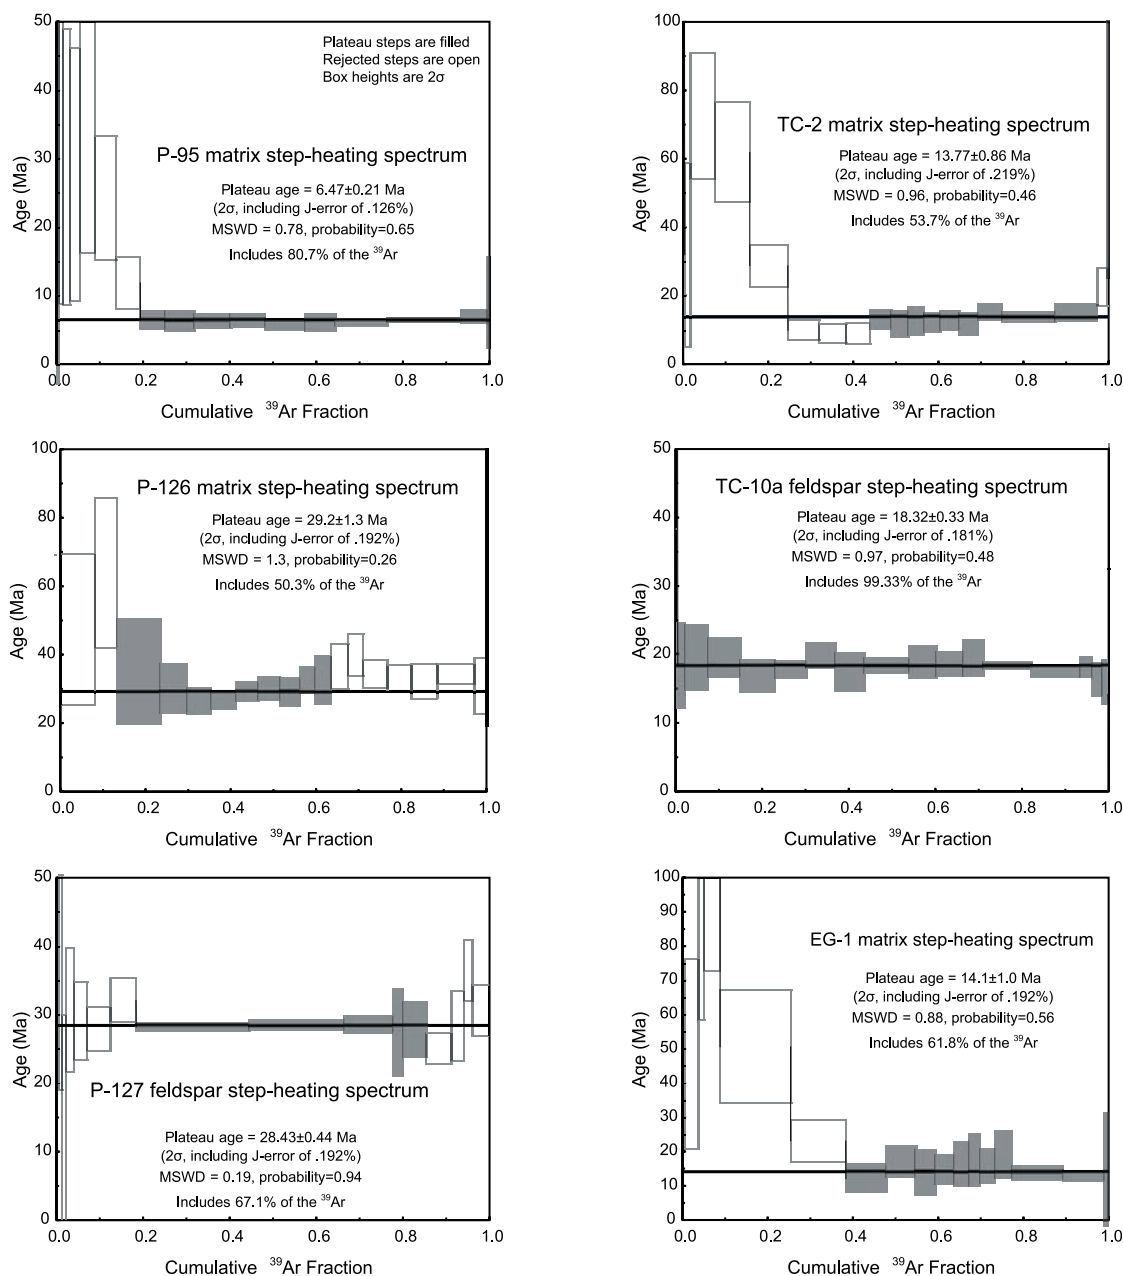 50
40
30
20
10
0
Age (Ma)
Plateau steps are filled
Rejected steps are open
Box heights are 2σ
P-95 matrix step-heating spectrum
Plateau age = 6.47±0.21 Ma
(2σ, including J-error of .126%)
MSWD = 0.78, probability=0.65
Includes 80.7% of the ³⁹Ar
0.0 0.2 0.4 0.6 0.8 1.0
Cumulative ³⁹Ar Fraction
100
80
60
40
20
0
Age (Ma)
TC-2 matrix step-heating spectrum
Plateau age = 13.77±0.86 Ma
(2σ, including J-error of .219%)
MSWD = 0.96, probability=0.46
Includes 53.7% of the ³⁹Ar
0.0 0.2 0.4 0.6 0.8 1.0
Cumulative ³⁹Ar Fraction
100
80
60
40
20
0
Age (Ma)
P-126 matrix step-heating spectrum
Plateau age = 29.2±1.3 Ma
(2σ, including J-error of .192%)
MSWD = 1.3, probability=0.26
Includes 50.3% of the ³⁹Ar
0.0 0.2 0.4 0.6 0.8 1.0
Cumulative ³⁹Ar Fraction
50
40
30
20
10
0
Age (Ma)
TC-10a feldspar step-heating spectrum
Plateau age = 18.32±0.33 Ma
(2σ, including J-error of .181%)
MSWD = 0.97, probability=0.48
Includes 99.33% of the ³⁹Ar
0.0 0.2 0.4 0.6 0.8 1.0
Cumulative ³⁹Ar Fraction
50
40
30
20
10
0
Age (Ma)
P-127 feldspar step-heating spectrum
Plateau age = 28.43±0.44 Ma
(2σ, including J-error of .192%)
MSWD = 0.19, probability=0.94
Includes 67.1% of the ³⁹Ar
0.0 0.2 0.4 0.6 0.8 1.0
Cumulative ³⁹Ar Fraction
100
90
80
70
60
50
40
30
20
10
0
Age (Ma)
EG-1 matrix step-heating spectrum
Plateau age = 14.1±1.0 Ma
(2σ, including J-error of .192%)
MSWD = 0.88, probability=0.56
Includes 61.8% of the ³⁹Ar
0.0 0.2 0.4 0.6 0.8 1.0
Cumulative ³⁹Ar Fraction